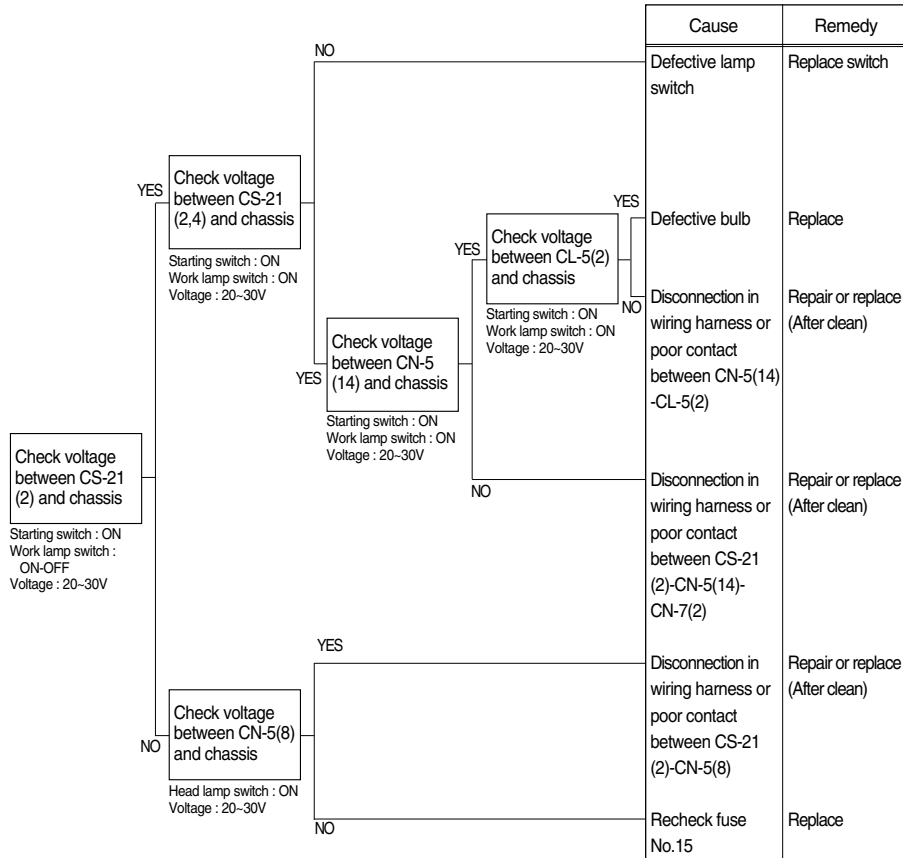 Cause
Remedy
NO
Defective lamp
switch
Replace switch
YES
Check voltage
between CS-21
(2,4) and chassis
Starting switch : ON
Work lamp switch : ON
Voltage : 20~30V
YES
Defective bulb
Replace
YES
Check voltage
between CL-5(2)
and chassis
Starting switch : ON
Work lamp switch : ON
Voltage : 20~30V
NO
Disconnection in
wiring harness or
poor contact
between CN-5(14)
-CL-5(2)
Repair or replace
(After clean)
YES
Check voltage
between CN-5
(14) and chassis
Starting switch : ON
Work lamp switch : ON
Voltage : 20~30V
NO
Disconnection in
wiring harness or
poor contact
between CS-21
(2)-CN-5(14)-
CN-7(2)
Repair or replace
(After clean)
Check voltage
between CS-21
(2) and chassis
Starting switch : ON
Work lamp switch :
ON-OFF
Voltage : 20~30V
YES
Disconnection in
wiring harness or
poor contact
between CS-21
(2)-CN-5(8)
Repair or replace
(After clean)
NO
Check voltage
between CN-5(8)
and chassis
Head lamp switch : ON
Voltage : 20~30V
NO
Recheck fuse
No.15
Replace